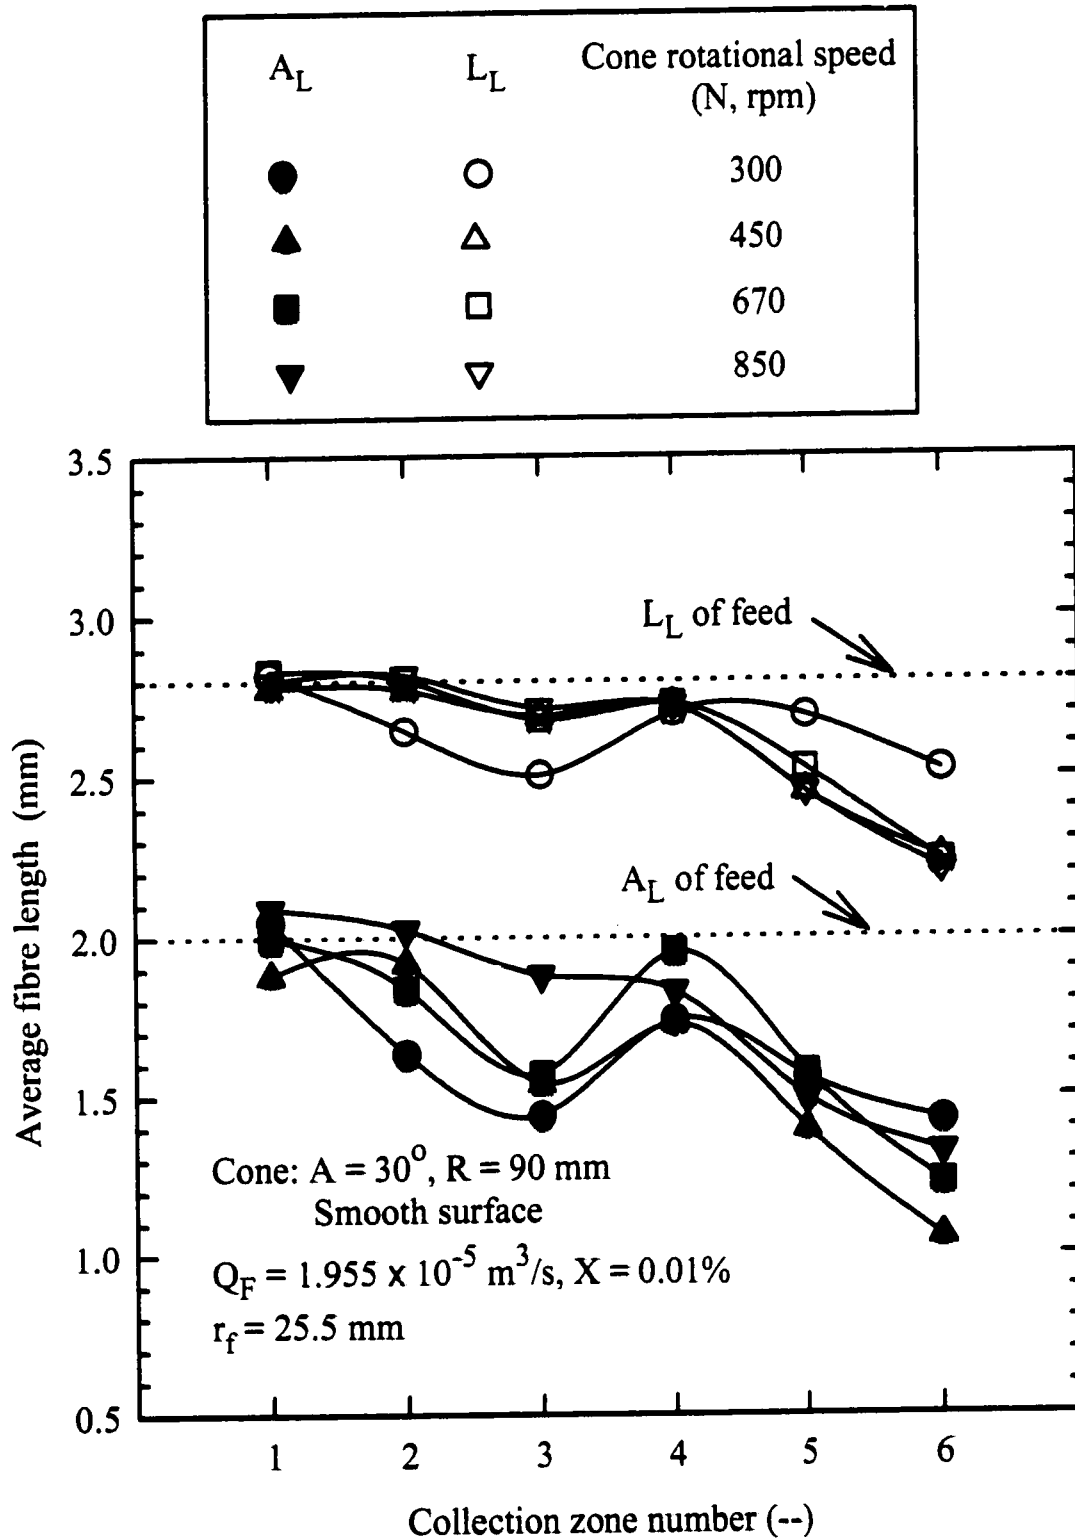 A_L L_L Cone rotational speed
(N, rpm)
300
450
670
850
3.5
3.0
2.5
2.0
1.5
1.0
0.5
Average fibre length (mm)
L_L of feed
A_L of feed
Cone: A = 30°, R = 90 mm
Smooth surface
Q_F = 1.955 x 10^-5 m^3/s, X = 0.01%
r_f = 25.5 mm
1 2 3 4 5 6
Collection zone number (--)